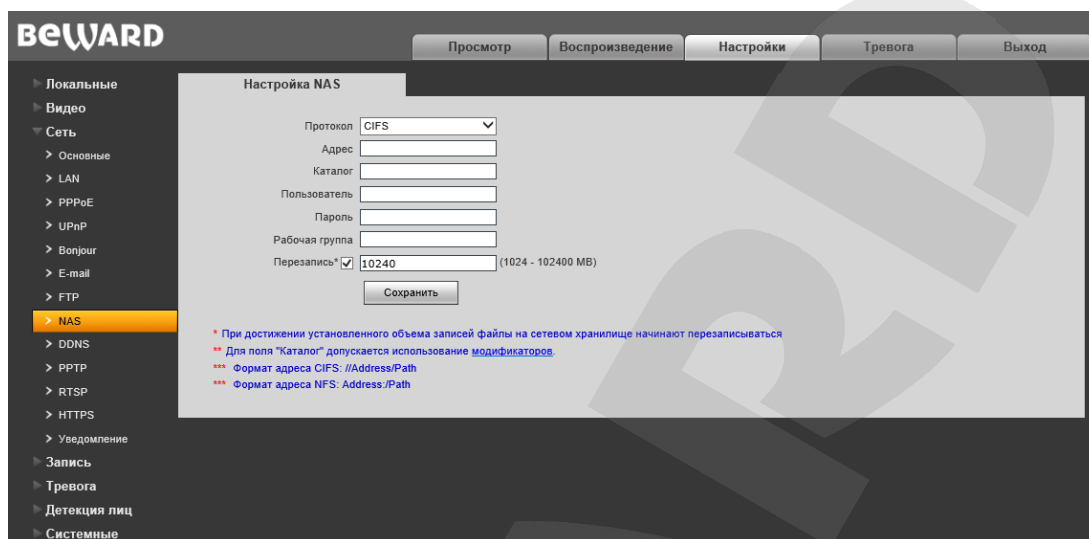 BEWARD
Просмотр Воспроизведение Настройки Тревога Выход
Локальные
Видео
Сеть
Основные
LAN
PPPoE
UPnP
Bonjour
E-mail
FTP
NAS
DDNS
PPTP
RTSP
HTTPS
Уведомление
Запись
Тревога
Детекция лиц
Системные
Настройка NAS
Протокол CIFS
Адрес
Каталог
Пользователь
Пароль
Рабочая группа
Перезапись* 10240 (1024 - 102400 MB)
Сохранить
* При достижении установленного объема записей файлы на сетевом хранилище начинают перезаписываться
** Для поля "Каталог" допускается использование модификаторов.
*** Формат адреса CIFS: //Address/Path
*** Формат адреса NFS: Address:/Path